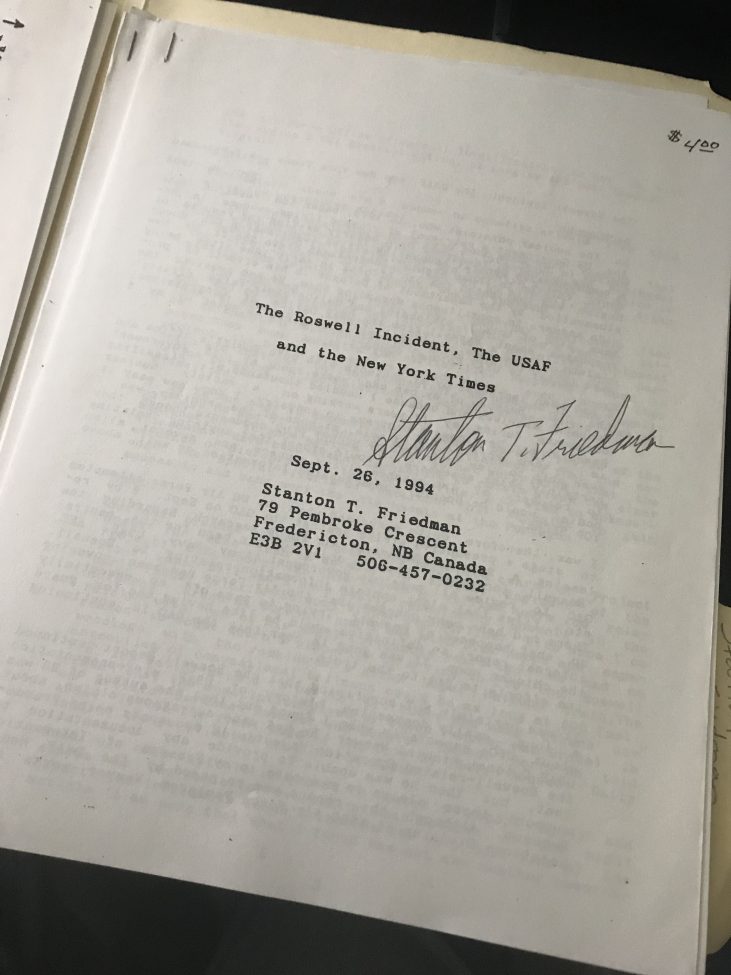 $ 4.00
The Roswell Incident, The USAF
and the New York Times
Stanton T. Friedman
Sept. 26, 1994
Stanton T. Friedman
79 Pembroke Crescent
Fredericton, NB Canada
E3B 2V1 506-457-0232